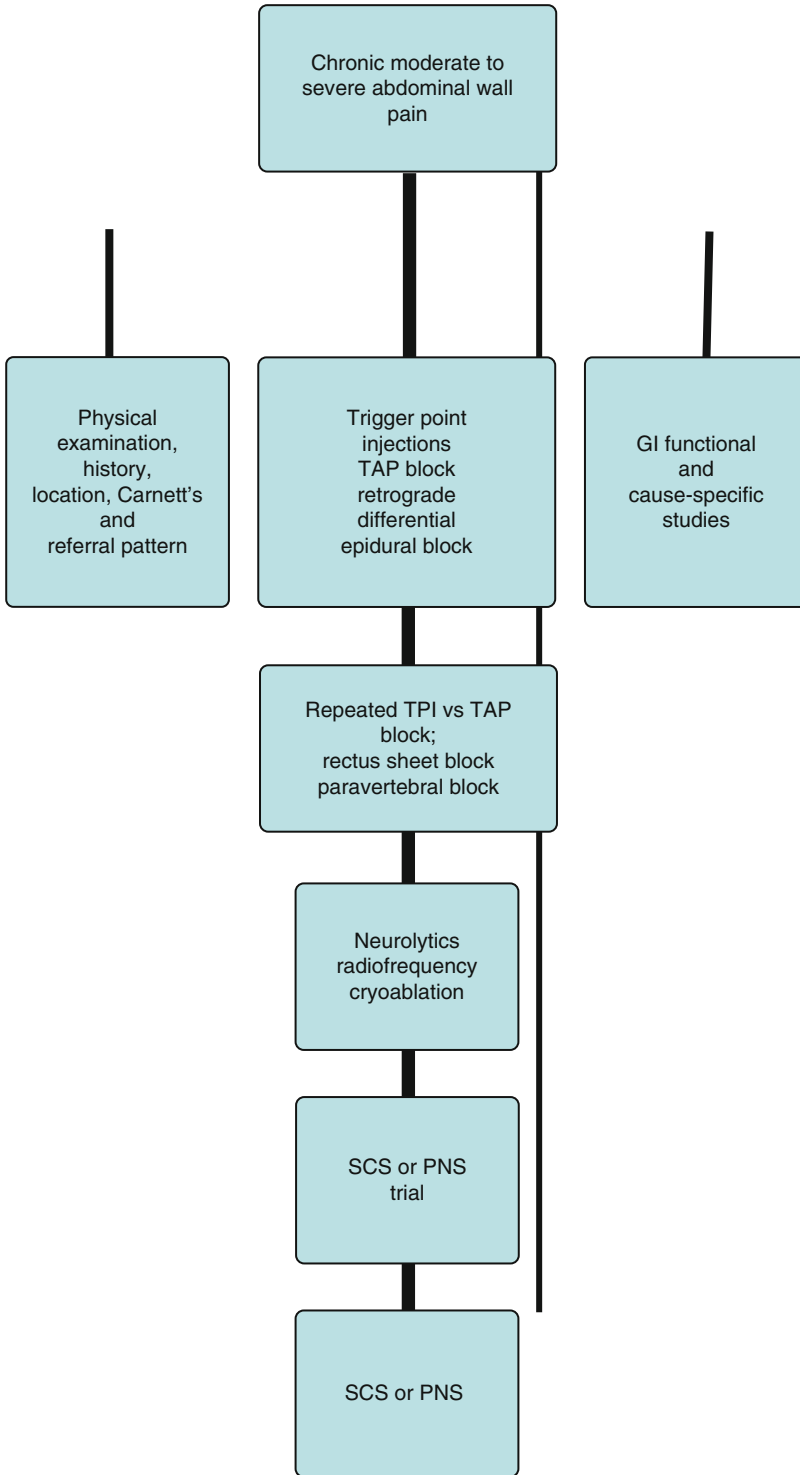 Chronic moderate to
severe abdominal wall
pain
Physical
examination,
history,
location, Carnett's
and
referral pattern
Trigger point
injections
TAP block
retrograde
differential
epidural block
GI functional
and
cause-specific
studies
Repeated TPI vs TAP
block;
rectus sheet block
paravertebral block
Neurolytics
radiofrequency
cryoablation
SCS or PNS
trial
SCS or PNS